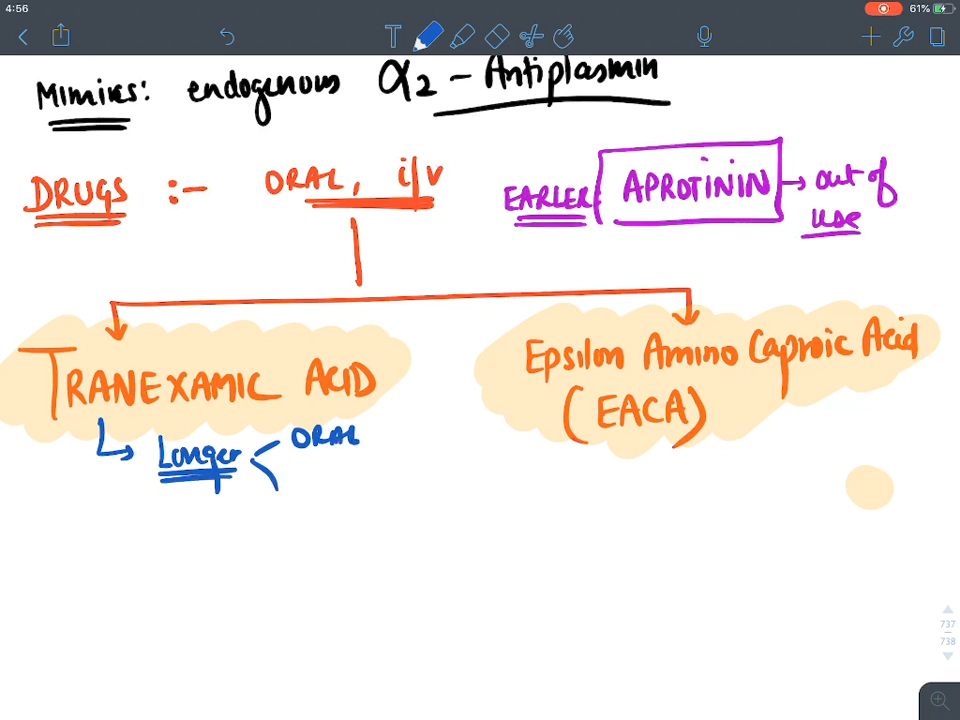 4:56
61%
T
Mimics: endogenous α2 - Antiplasmin
DRUGS :- ORAL, i/v
EARLER: APROTININ → out of
use
TRANEXAMIC ACID
Epsilon Amino Caproic Acid
(EACA)
Longer < ORAL
737
738